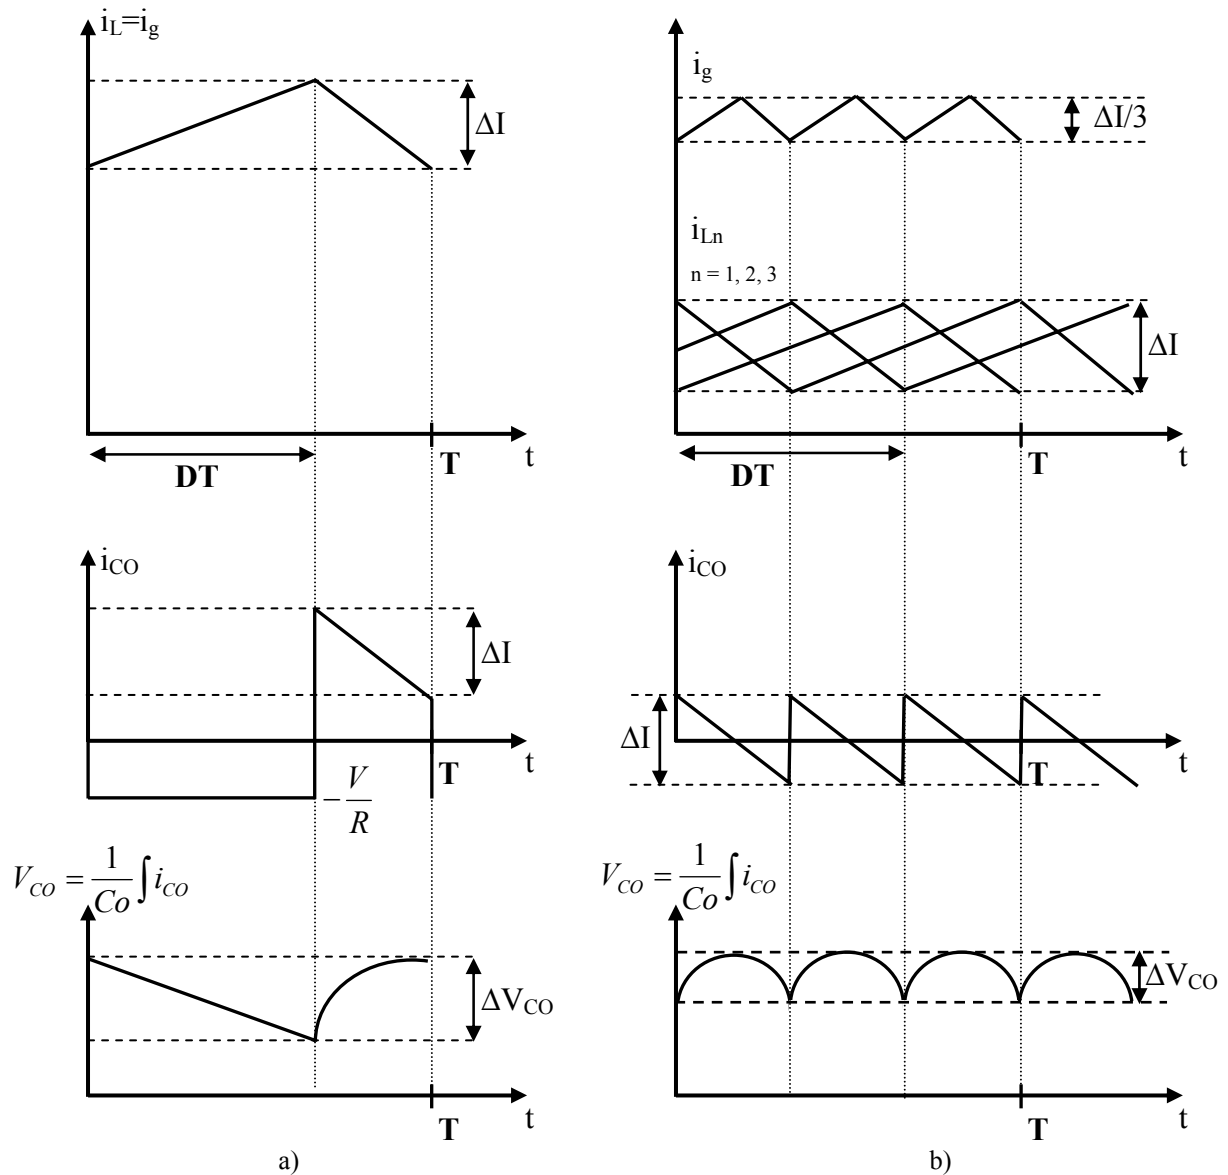 i_L=i_g
ΔI
t
T
DT
i_CO
ΔI
t
T
-V/R
V_CO = 1/Co ∫ i_CO
ΔV_CO
t
T
a)
i_g
ΔI/3
i_Ln
n = 1, 2, 3
ΔI
t
T
DT
i_CO
ΔI
t
T
V_CO = 1/Co ∫ i_CO
ΔV_CO
t
T
b)